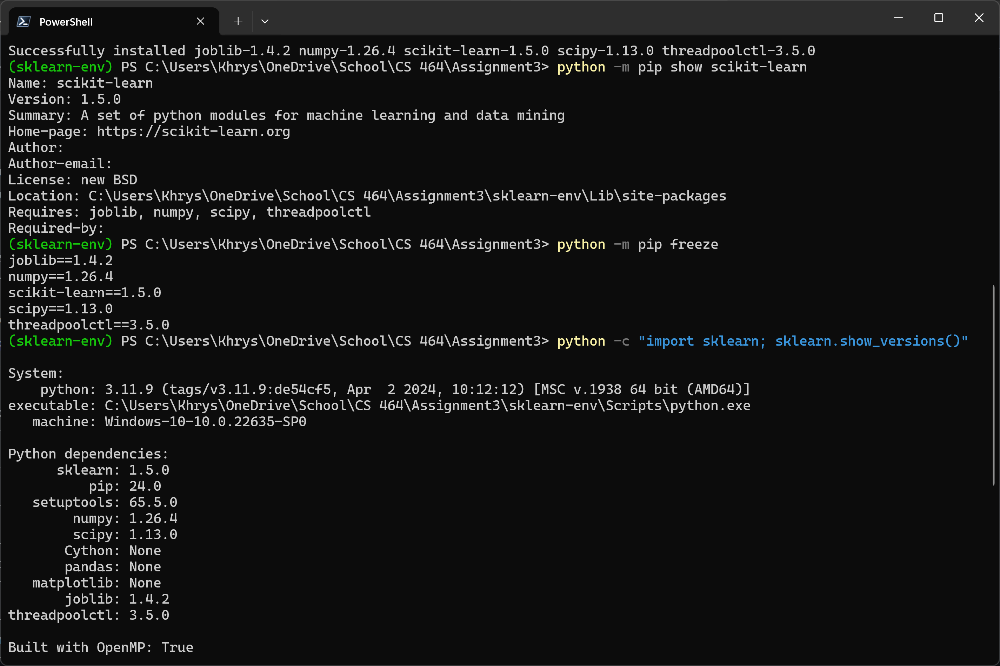 PowerShell
Successfully installed joblib-1.4.2 numpy-1.26.4 scikit-learn-1.5.0 scipy-1.13.0 threadpoolctl-3.5.0
(sklearn-env) PS C:\Users\Khrys\OneDrive\School\CS 464\Assignment3> python -m pip show scikit-learn
Name: scikit-learn
Version: 1.5.0
Summary: A set of python modules for machine learning and data mining
Home-page: https://scikit-learn.org
Author:
Author-email:
License: new BSD
Location: C:\Users\Khrys\OneDrive\School\CS 464\Assignment3\sklearn-env\Lib\site-packages
Requires: joblib, numpy, scipy, threadpoolctl
Required-by:
(sklearn-env) PS C:\Users\Khrys\OneDrive\School\CS 464\Assignment3> python -m pip freeze
joblib==1.4.2
numpy==1.26.4
scikit-learn==1.5.0
scipy==1.13.0
threadpoolctl==3.5.0
(sklearn-env) PS C:\Users\Khrys\OneDrive\School\CS 464\Assignment3> python -c "import sklearn; sklearn.show_versions()"
System:
python: 3.11.9 (tags/v3.11.9:de54cf5, Apr  2 2024, 10:12:12) [MSC v.1938 64 bit (AMD64)]
executable: C:\Users\Khrys\OneDrive\School\CS 464\Assignment3\sklearn-env\Scripts\python.exe
machine: Windows-10-10.0.22635-SP0
Python dependencies:
sklearn: 1.5.0
pip: 24.0
setuptools: 65.5.0
numpy: 1.26.4
scipy: 1.13.0
Cython: None
pandas: None
matplotlib: None
joblib: 1.4.2
threadpoolctl: 3.5.0
Built with OpenMP: True